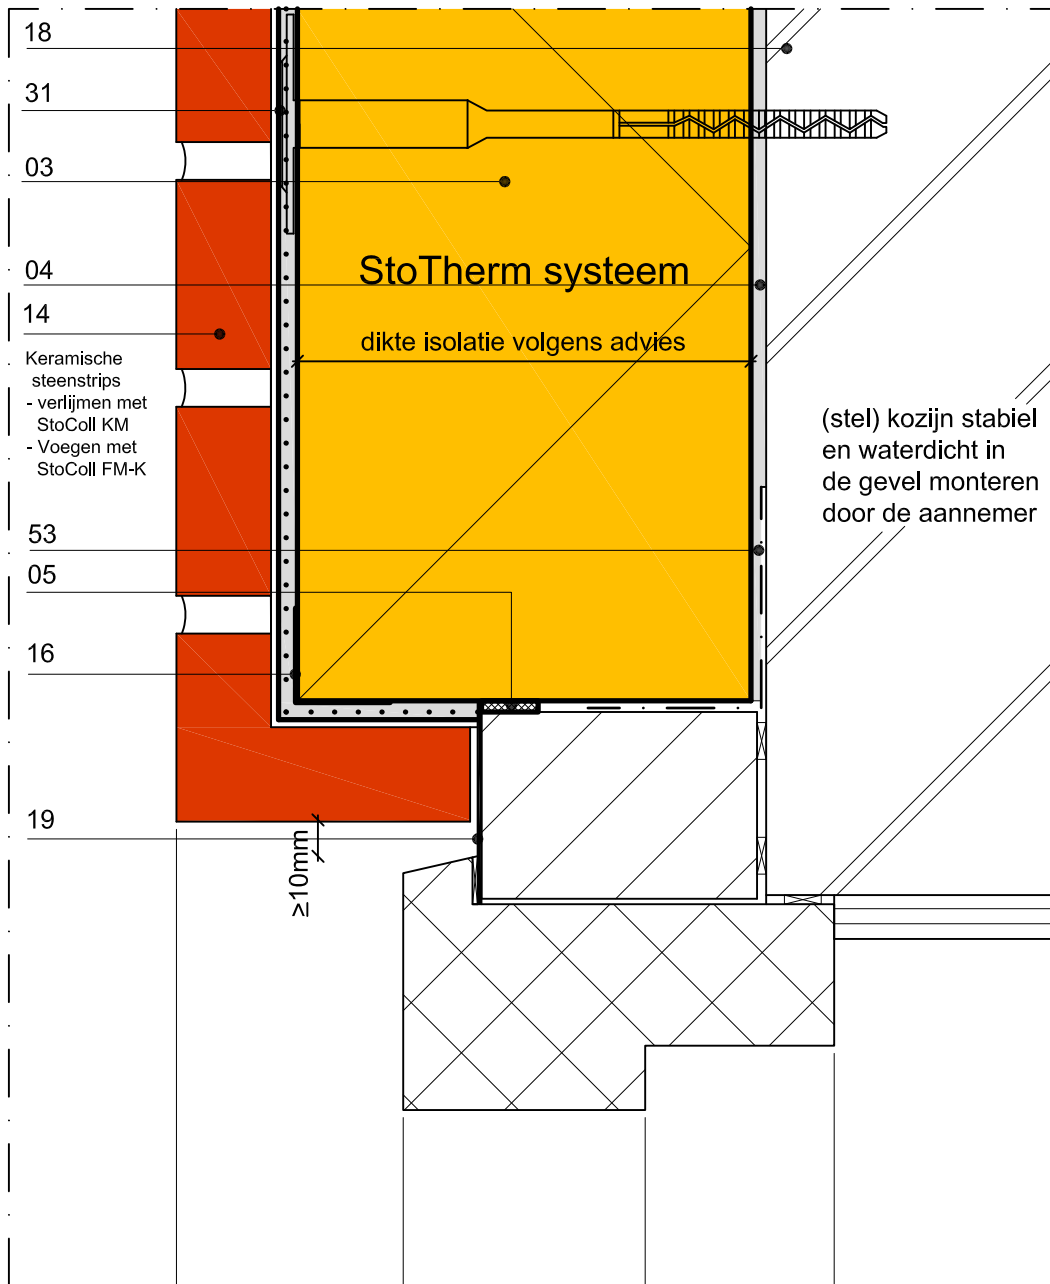 18
31
03
StoTherm systeem
04
14
dikte isolatie volgens advies
Keramische
steenstrips
- verlijmen met
StoColl KM
- Voegen met
StoColl FM-K
(stel) kozijn stabiel
en waterdicht in
de gevel monteren
door de aannemer
53
05
16
19
≥10mm